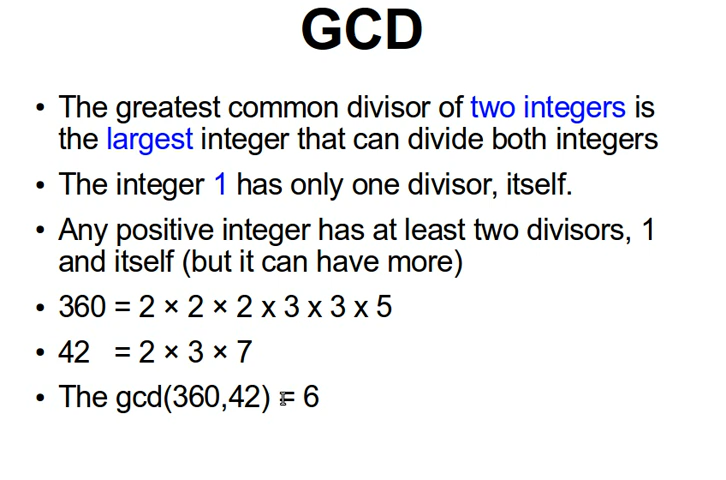 GCD
• The greatest common divisor of two integers is
the largest integer that can divide both integers
• The integer 1 has only one divisor, itself.
• Any positive integer has at least two divisors, 1
and itself (but it can have more)
• 360 = 2 × 2 × 2 x 3 x 3 x 5
• 42 = 2 × 3 × 7
• The gcd(360,42) = 6